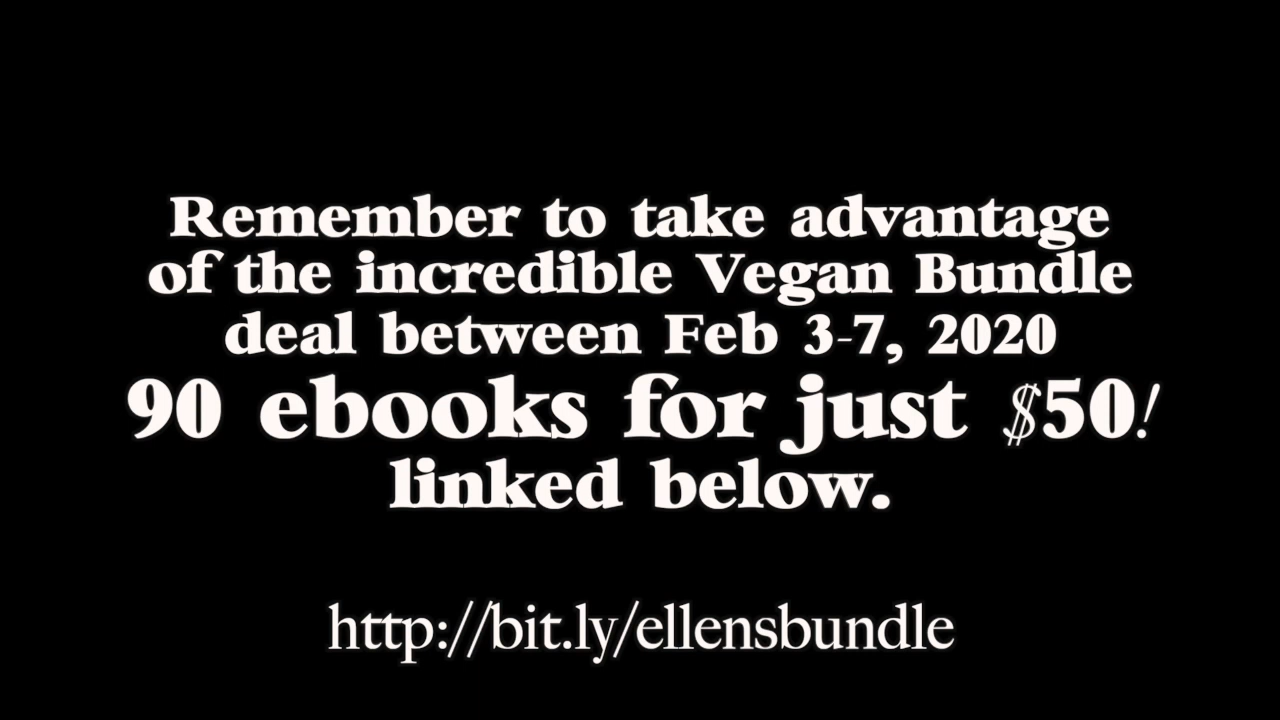 Remember to take advantage
of the incredible Vegan Bundle
deal between Feb 3-7, 2020
90 ebooks for just $50!
linked below.
http://bit.ly/ellensbundle